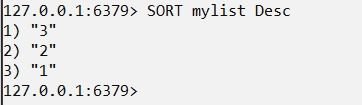 127.0.0.1:6379> SORT mylist Desc
1) "3"
2) "2"
3) "1"
127.0.0.1:6379>